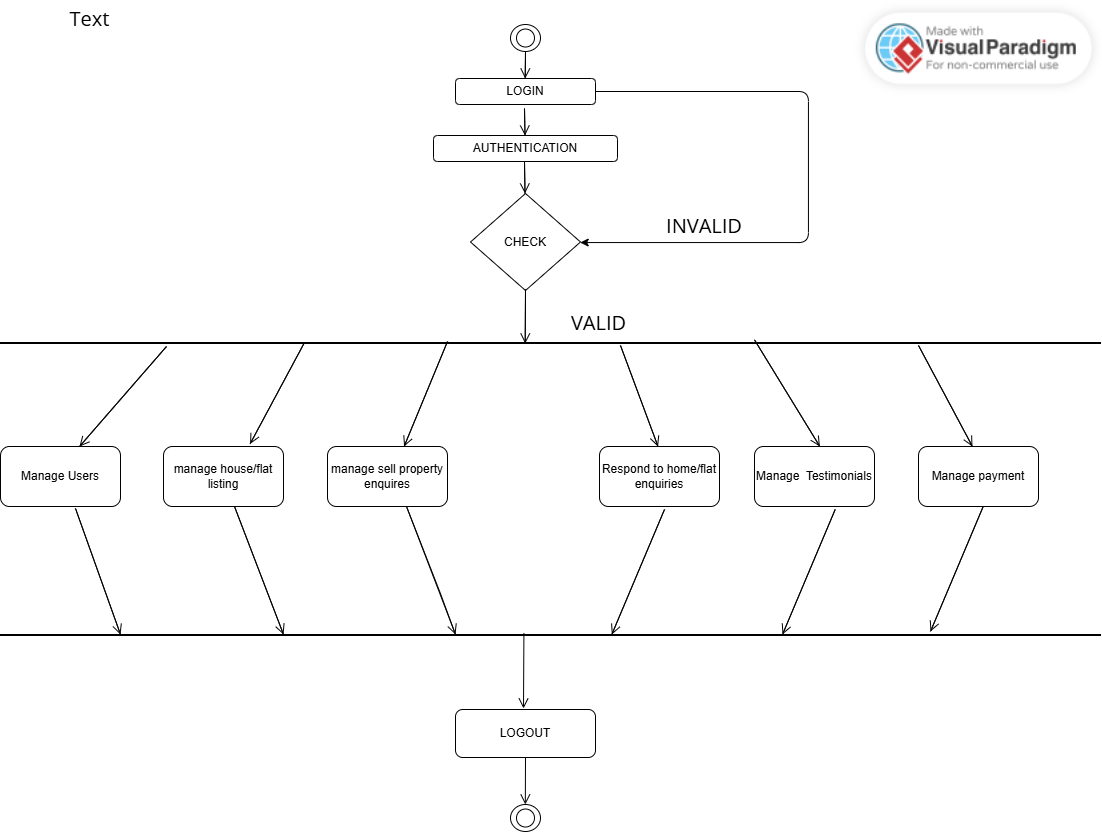 Text
Made with
Visual Paradigm
For non-commercial use
LOGIN
AUTHENTICATION
INVALID
CHECK
VALID
Manage Users
manage house/flat
listing
manage sell property
enquires
Respond to home/flat
enquiries
Manage  Testimonials
Manage payment
LOGOUT